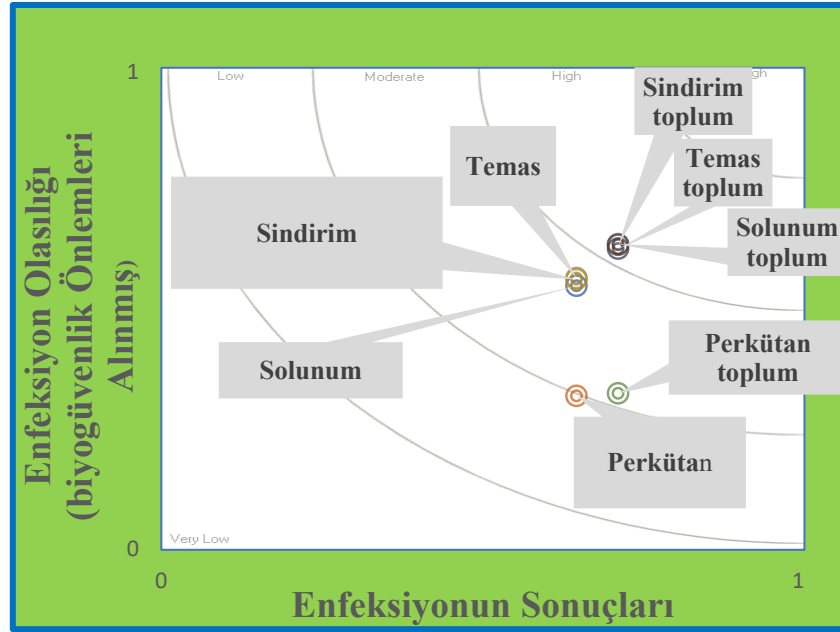 Enfeksiyon Olasılığı
(biyogüvenlik Önlemleri
Alınmış)
1
0
Low
Moderate
High
Very Low
Sindirim
toplum
Temas
Temas
toplum
Sindirim
Solunum
toplum
Solunum
Perkütan
toplum
Perkütan
0
1
Enfeksiyonun Sonuçları